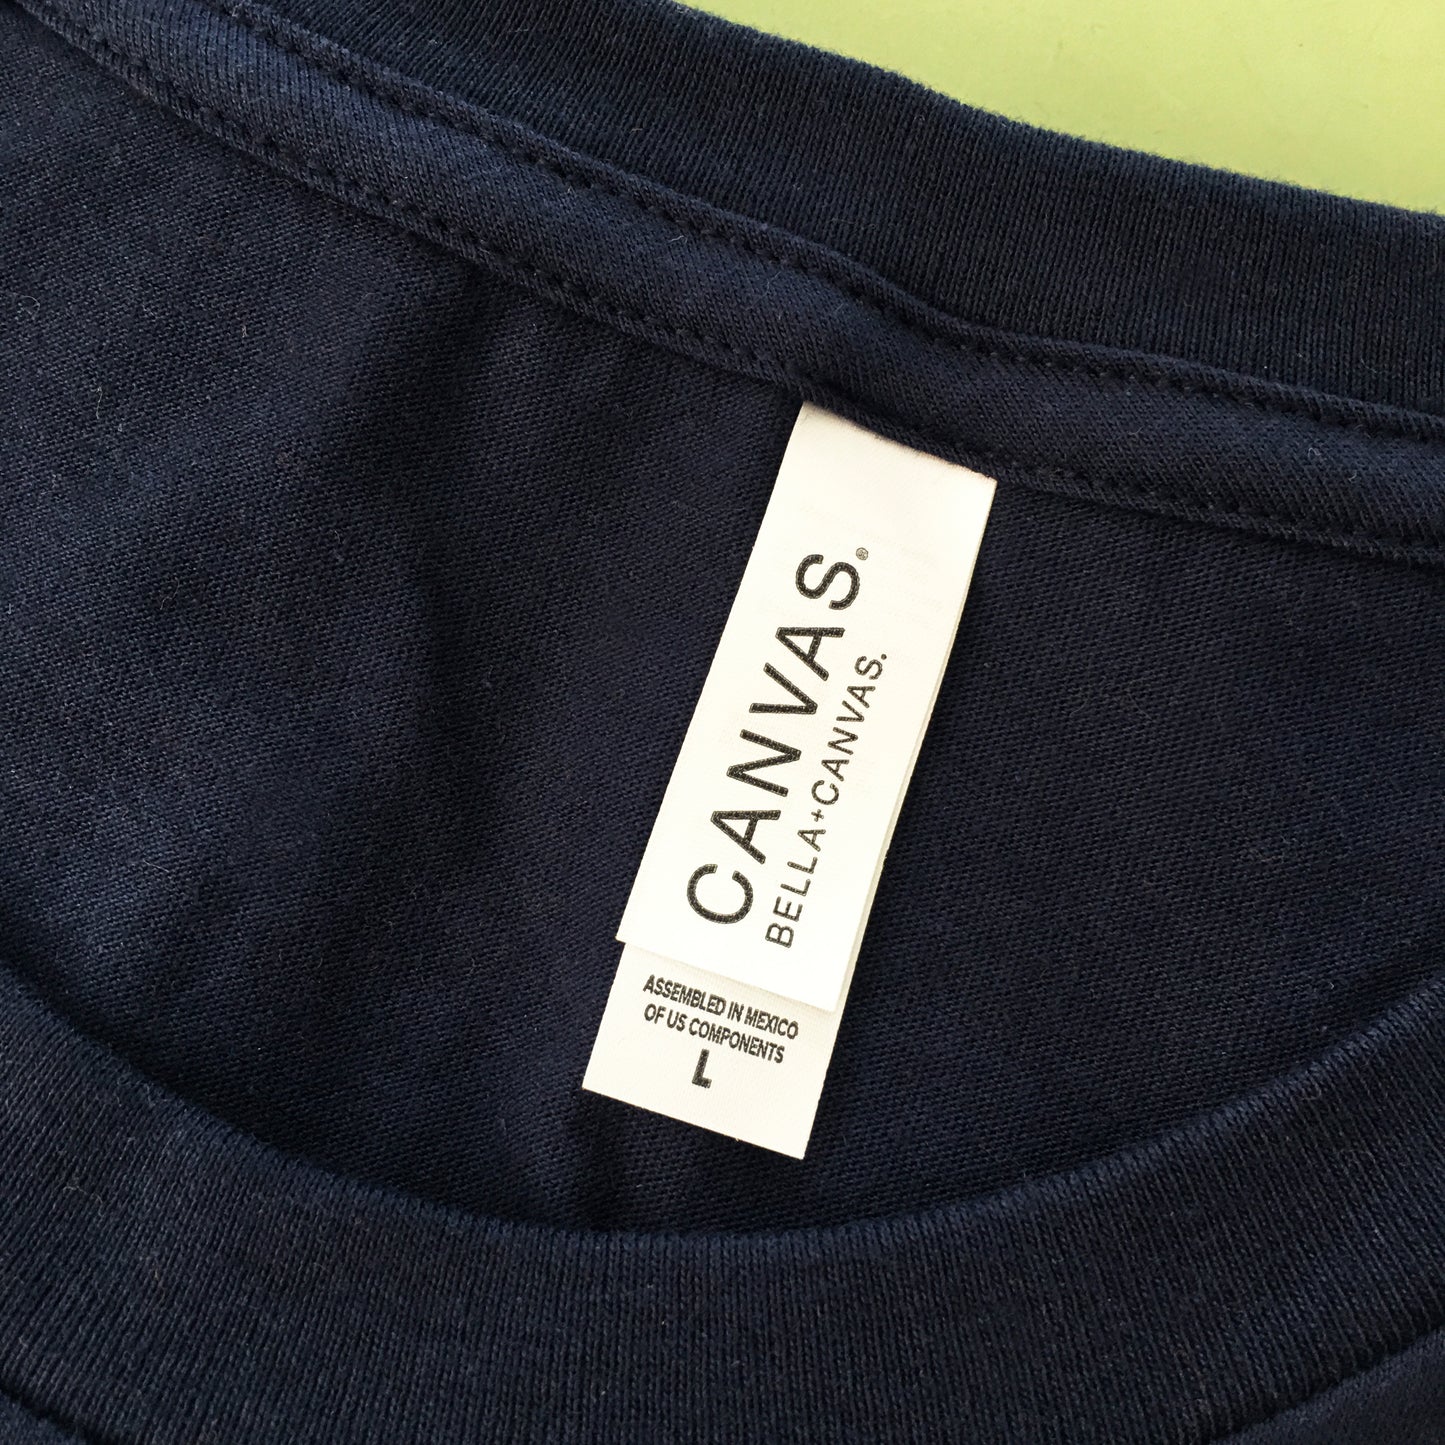 CANVAS.®
BELLA+CANVAS.
ASSEMBLED IN MEXICO
OF US COMPONENTS
L